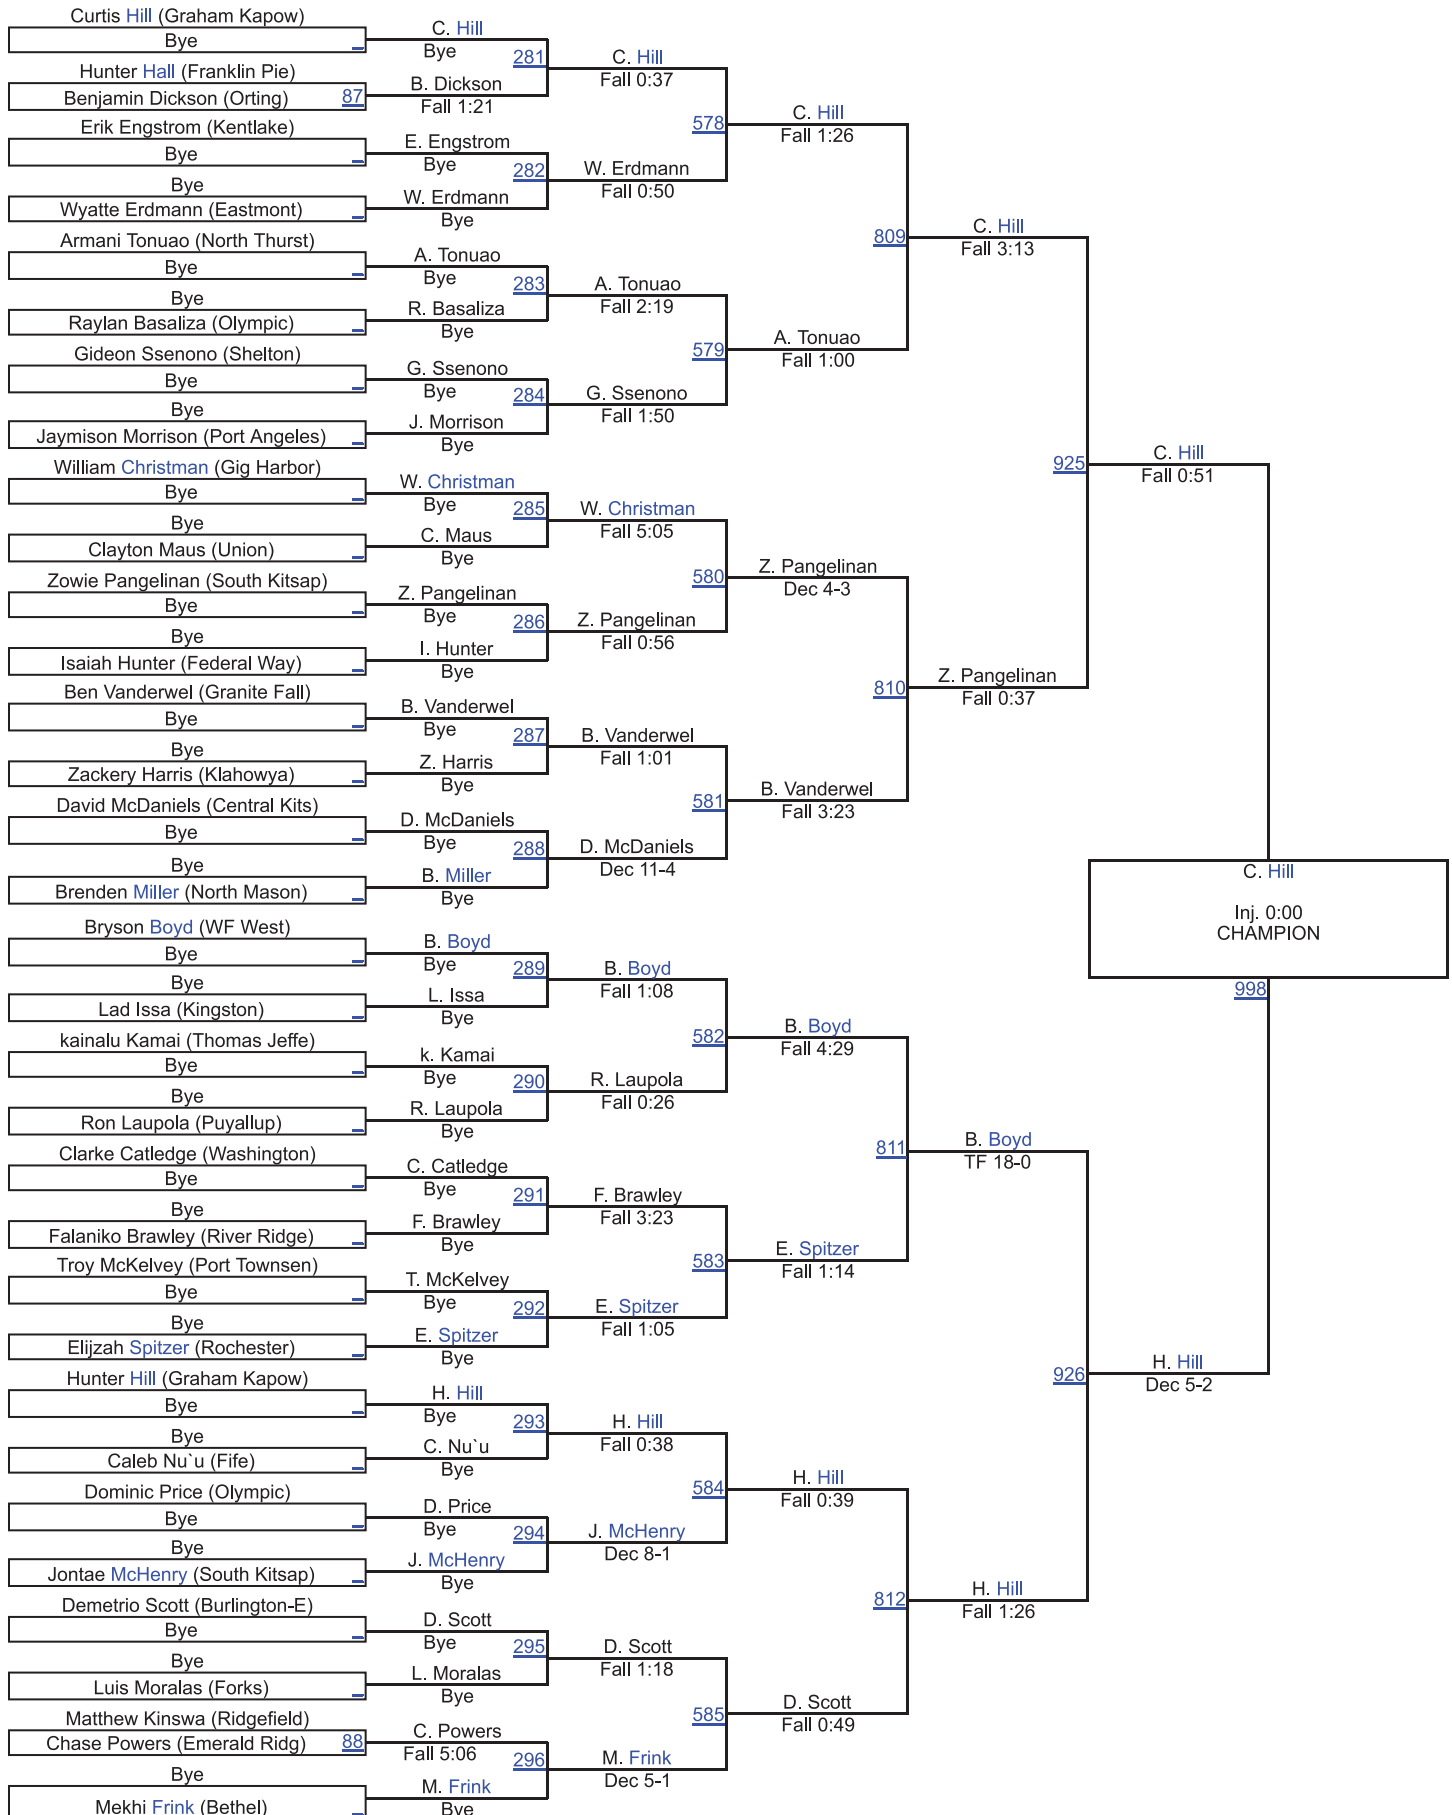 Curtis Hill (Graham Kapow)
Bye
Hunter Hall (Franklin Pie)
Benjamin Dickson (Orting) 87
Erik Engstrom (Kentlake)
Bye
Bye
Wyatte Erdmann (Eastmont)
Armani Tonuao (North Thurst)
Bye
Bye
Raylan Basaliza (Olympic)
Gideon Ssenono (Shelton)
Bye
Bye
Jaymison Morrison (Port Angeles)
William Christman (Gig Harbor)
Bye
Bye
Clayton Maus (Union)
Zowie Pangelinan (South Kitsap)
Bye
Bye
Isaiah Hunter (Federal Way)
Ben Vanderwel (Granite Fall)
Bye
Bye
Zackery Harris (Klahowya)
David McDaniels (Central Kits)
Bye
Bye
Brenden Miller (North Mason)
Bryson Boyd (WF West)
Bye
Bye
Lad Issa (Kingston)
kainalu Kamai (Thomas Jeffe)
Bye
Bye
Ron Laupola (Puyallup)
Clarke Catledge (Washington)
Bye
Bye
Falaniko Brawley (River Ridge)
Troy McKelvey (Port Townsen)
Bye
Bye
Elijzah Spitzer (Rochester)
Hunter Hill (Graham Kapow)
Bye
Bye
Caleb Nu`u (Fife)
Dominic Price (Olympic)
Bye
Bye
Jontae McHenry (South Kitsap)
Demetrio Scott (Burlington-E)
Bye
Bye
Luis Moralas (Forks)
Matthew Kinswa (Ridgefield)
Chase Powers (Emerald Ridg) 88
Bye
Mekhi Frink (Bethel)
C. Hill
Bye
281
B. Dickson
Fall 1:21
E. Engstrom
Bye
282
W. Erdmann
Bye
A. Tonuao
Bye
283
R. Basaliza
Bye
G. Ssenono
Bye
284
J. Morrison
Bye
W. Christman
Bye
285
C. Maus
Bye
Z. Pangelinan
Bye
286
I. Hunter
Bye
B. Vanderwel
Bye
287
Z. Harris
Bye
D. McDaniels
Bye
288
B. Miller
Bye
B. Boyd
Bye
289
L. Issa
Bye
k. Kamai
Bye
290
R. Laupola
Bye
C. Catledge
Bye
291
F. Brawley
Bye
T. McKelvey
Bye
292
E. Spitzer
Bye
H. Hill
Bye
293
C. Nu`u
Bye
D. Price
Bye
294
J. McHenry
Bye
D. Scott
Bye
295
L. Moralas
Bye
C. Powers
Fall 5:06
296
M. Frink
Bye
C. Hill
Fall 0:37
578
W. Erdmann
Fall 0:50
A. Tonuao
Fall 2:19
579
G. Ssenono
Fall 1:50
W. Christman
Fall 5:05
580
Z. Pangelinan
Fall 0:56
B. Vanderwel
Fall 1:01
581
D. McDaniels
Dec 11-4
B. Boyd
Fall 1:08
582
R. Laupola
Fall 0:26
F. Brawley
Fall 3:23
583
E. Spitzer
Fall 1:05
H. Hill
Fall 0:38
584
J. McHenry
Dec 8-1
D. Scott
Fall 1:18
585
M. Frink
Dec 5-1
C. Hill
Fall 1:26
809
A. Tonuao
Fall 1:00
Z. Pangelinan
Dec 4-3
810
B. Vanderwel
Fall 3:23
B. Boyd
Fall 4:29
811
E. Spitzer
Fall 1:14
H. Hill
Fall 0:39
812
D. Scott
Fall 0:49
C. Hill
Fall 3:13
925
Z. Pangelinan
Fall 0:37
B. Boyd
TF 18-0
926
H. Hill
Fall 1:26
C. Hill
Fall 0:51
C. Hill
Inj. 0:00
CHAMPION
998
H. Hill
Dec 5-2